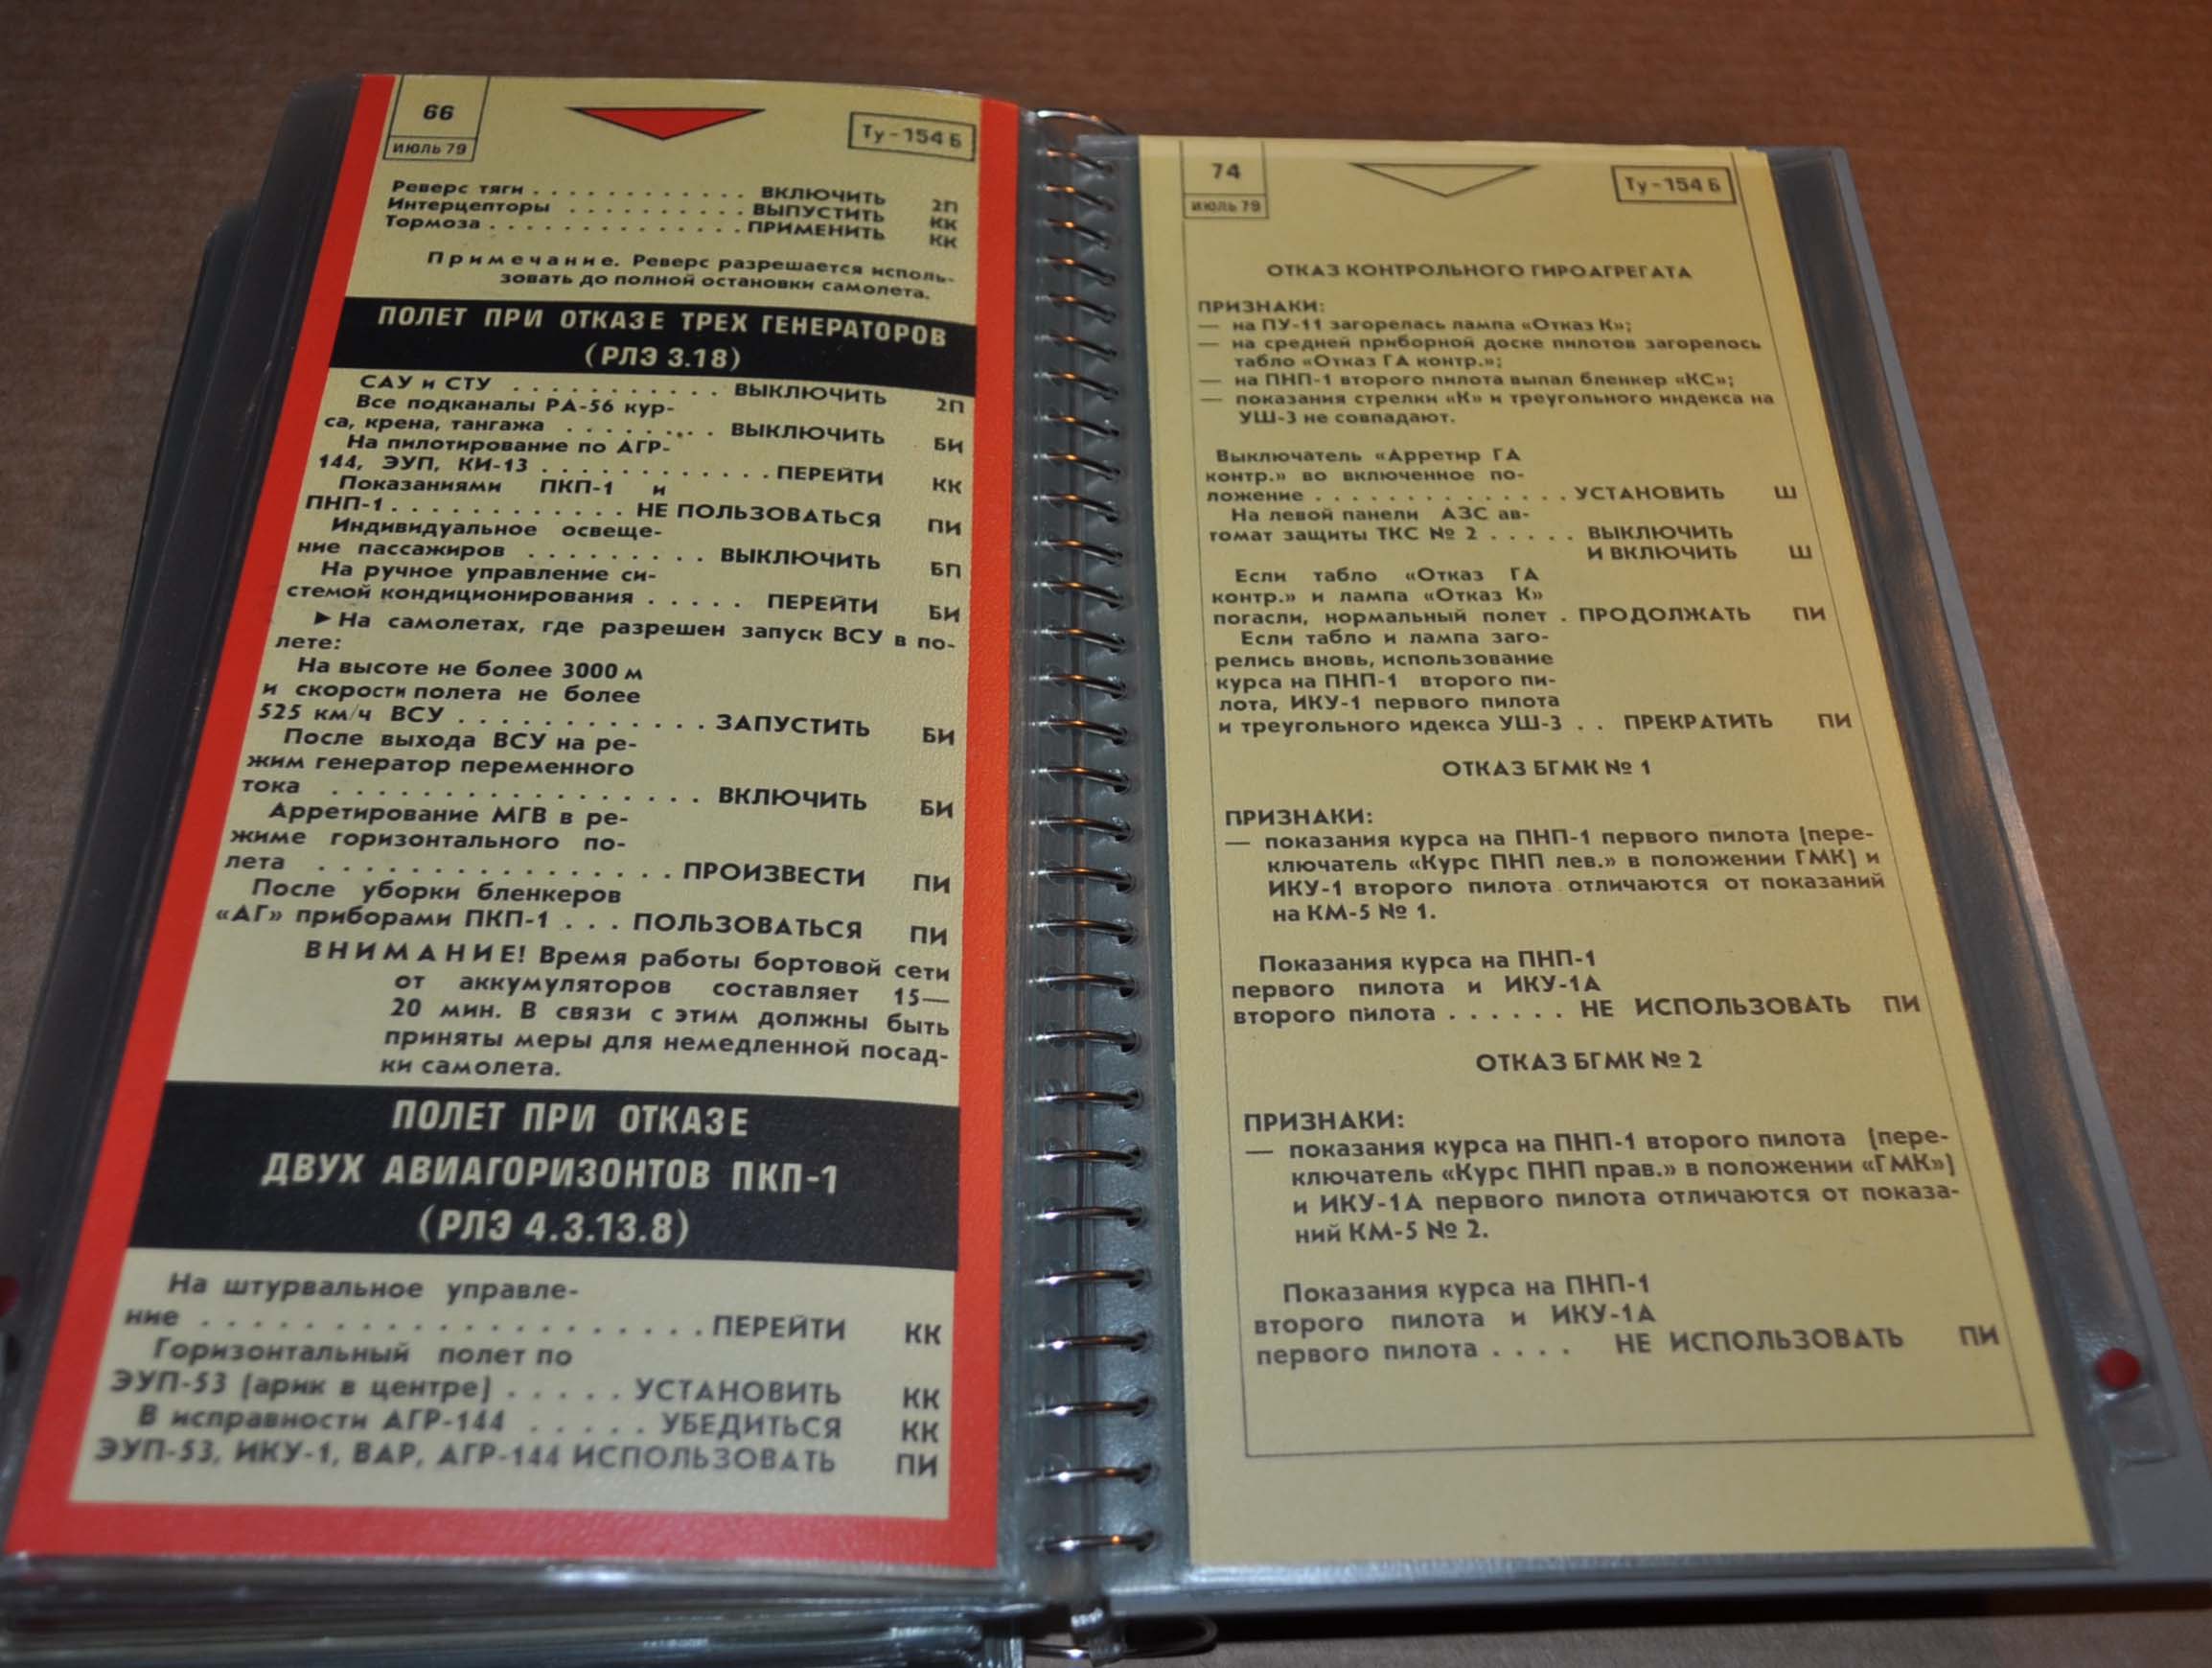 66
июль 79
Ту-154 Б
Реверс тяги . . . . . . . . . . . . ВКЛЮЧИТЬ 2П
Интерцепторы . . . . . . . . . . ВЫПУСТИТЬ КК
Тормоза . . . . . . . . . . . . . . ПРИМЕНИТЬ КК
Примечание. Реверс разрешается исполь-
зовать до полной остановки самолета.
ПОЛЕТ ПРИ ОТКАЗЕ ТРЕХ ГЕНЕРАТОРОВ
(РЛЭ 3.18)
САУ и СТУ . . . . . . . . . . . ВЫКЛЮЧИТЬ 2П
Все подканалы РА-56 кур-
са, крена, тангажа . . . . . . . . ВЫКЛЮЧИТЬ БИ
На пилотирование по АГР-
144, ЭУП, КИ-13 . . . . . . . . . . . . ПЕРЕЙТИ КК
Показаниями ПКП-1 и
ПНП-1 . . . . . . . . . . . . НЕ ПОЛЬЗОВАТЬСЯ ПИ
Индивидуальное освеще-
ние пассажиров . . . . . . . . . ВЫКЛЮЧИТЬ БП
На ручное управление си-
стемой кондиционирования . . . . . ПЕРЕЙТИ БИ
►На самолетах, где разрешен запуск ВСУ в по-
лете:
На высоте не более 3000 м
и скорости полета не более
525 км/ч ВСУ . . . . . . . . . . . . ЗАПУСТИТЬ БИ
После выхода ВСУ на ре-
жим генератор переменного
тока . . . . . . . . . . . . . . . . . ВКЛЮЧИТЬ БИ
Арретирование МГВ в ре-
жиме горизонтального по-
лета . . . . . . . . . . . . . . . . ПРОИЗВЕСТИ ПИ
После уборки бленкеров
«АГ» приборами ПКП-1 . . . ПОЛЬЗОВАТЬСЯ ПИ
ВНИМАНИЕ! Время работы бортовой сети
от аккумуляторов составляет 15—
20 мин. В связи с этим должны быть
приняты меры для немедленной посад-
ки самолета.
ПОЛЕТ ПРИ ОТКАЗЕ
ДВУХ АВИАГОРИЗОНТОВ ПКП-1
(РЛЭ 4.3.13.8)
На штурвальное управле-
ние . . . . . . . . . . . . . . . . . . . . ПЕРЕЙТИ КК
Горизонтальный полет по
ЭУП-53 (арик в центре) . . . . . УСТАНОВИТЬ КК
В исправности АГР-144 . . . . . УБЕДИТЬСЯ КК
ЭУП-53, ИКУ-1, ВАР, АГР-144 ИСПОЛЬЗОВАТЬ ПИ
74
июль 79
Ту-154 Б
ОТКАЗ КОНТРОЛЬНОГО ГИРОАГРЕГАТА
ПРИЗНАКИ:
— на ПУ-11 загорелась лампа «Отказ К»;
— на средней приборной доске пилотов загорелось
табло «Отказ ГА контр.»;
— на ПНП-1 второго пилота выпал бленкер «КС»;
— показания стрелки «К» и треугольного индекса на
УШ-3 не совпадают.
Выключатель «Арретир ГА
контр.» во включенное по-
ложение . . . . . . . . . . . . . . УСТАНОВИТЬ Ш
На левой панели АЗС ав-
томат защиты ТКС № 2 . . . . . ВЫКЛЮЧИТЬ
И ВКЛЮЧИТЬ Ш
Если табло «Отказ ГА
контр.» и лампа «Отказ К»
погасли, нормальный полет . ПРОДОЛЖАТЬ ПИ
Если табло и лампа заго-
релись вновь, использование
курса на ПНП-1 второго пи-
лота, ИКУ-1 первого пилота
и треугольного идекса УШ-3 . . ПРЕКРАТИТЬ ПИ
ОТКАЗ БГМК № 1
ПРИЗНАКИ:
— показания курса на ПНП-1 первого пилота (пере-
ключатель «Курс ПНП лев.» в положении ГМК) и
ИКУ-1 второго пилота отличаются от показаний
на КМ-5 № 1.
Показания курса на ПНП-1
первого пилота и ИКУ-1А
второго пилота . . . . . . НЕ ИСПОЛЬЗОВАТЬ ПИ
ОТКАЗ БГМК № 2
ПРИЗНАКИ:
— показания курса на ПНП-1 второго пилота (пере-
ключатель «Курс ПНП прав.» в положении «ГМК»)
и ИКУ-1А первого пилота отличаются от показа-
ний КМ-5 № 2.
Показания курса на ПНП-1
второго пилота и ИКУ-1А
первого пилота . . . . НЕ ИСПОЛЬЗОВАТЬ ПИ